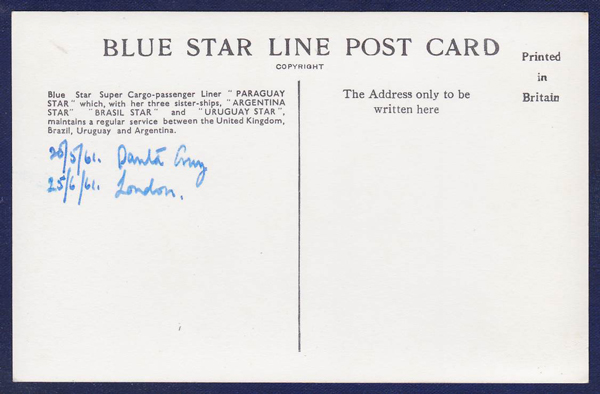 BLUE STAR LINE POST CARD
COPYRIGHT
Printed
in
Britain
Blue Star Super Cargo-passenger Liner "PARAGUAY
STAR" which, with her three sister-ships, "ARGENTINA
STAR" "BRASIL STAR" and "URUGUAY STAR",
maintains a regular service between the United Kingdom,
Brazil, Uruguay and Argentina.
The Address only to be
written here
/5/61. Cruz
25/6/61. London.